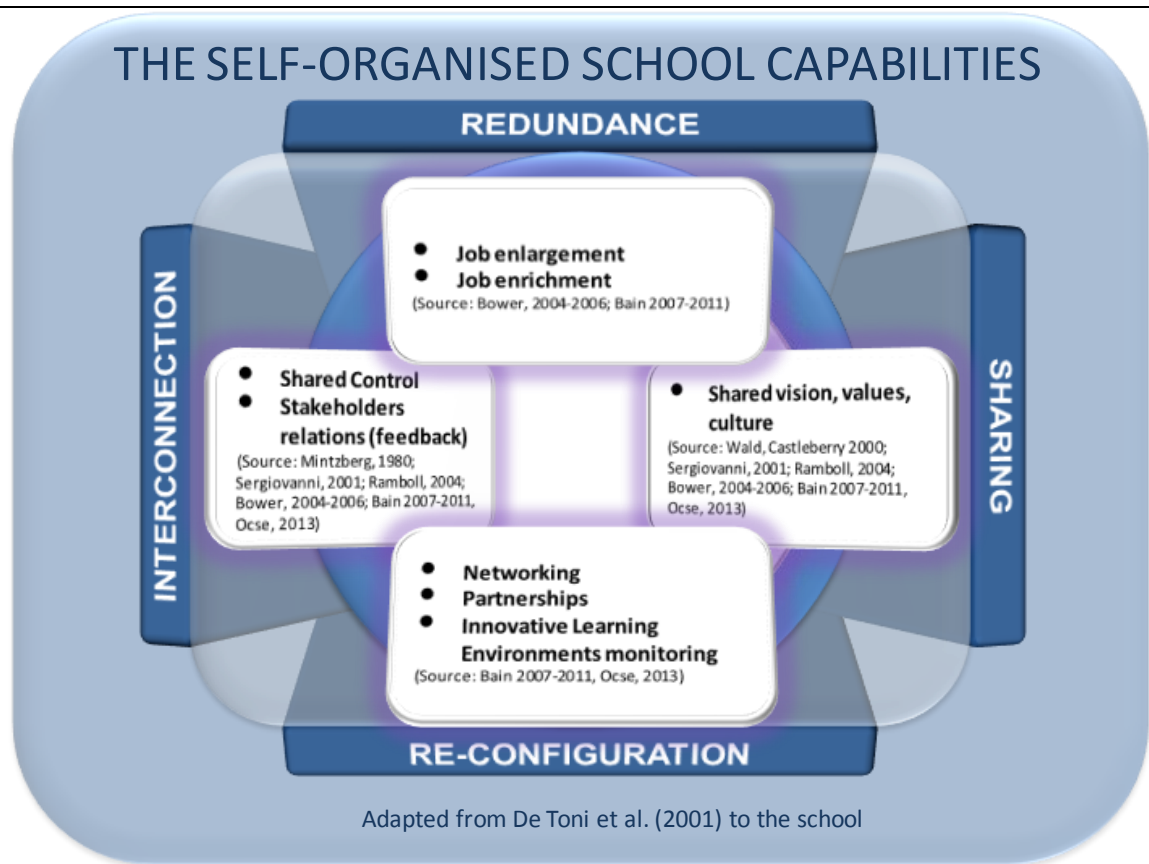 THE SELF-ORGANISED SCHOOL CAPABILITIES
REDUNDANCE
● Job enlargement
● Job enrichment
(Source: Bower, 2004-2006; Bain 2007-2011)
INTERCONNECTION
● Shared Control
● Stakeholders
relations (feedback)
(Source: Mintzberg, 1980;
Sergiovanni, 2001; Ramboll, 2004;
Bower, 2004-2006; Bain 2007-2011,
Ocse, 2013)
● Shared vision, values,
culture
(Source: Wald, Castleberry 2000;
Sergiovanni, 2001; Ramboll, 2004;
Bower, 2004-2006; Bain 2007-2011,
Ocse, 2013)
SHARING
● Networking
● Partnerships
● Innovative Learning
Environments monitoring
(Source: Bain 2007-2011, Ocse, 2013)
RE-CONFIGURATION
Adapted from De Toni et al. (2001) to the school